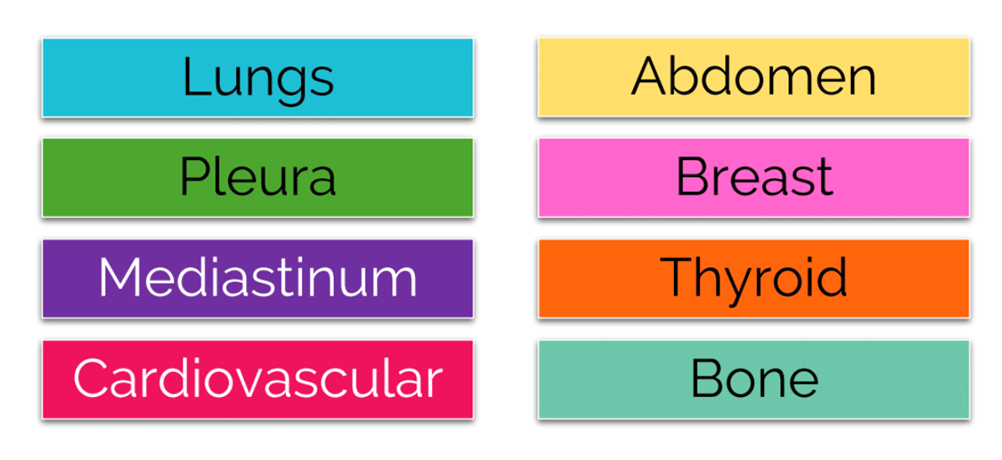 Lungs
Pleura
Mediastinum
Cardiovascular
Abdomen
Breast
Thyroid
Bone